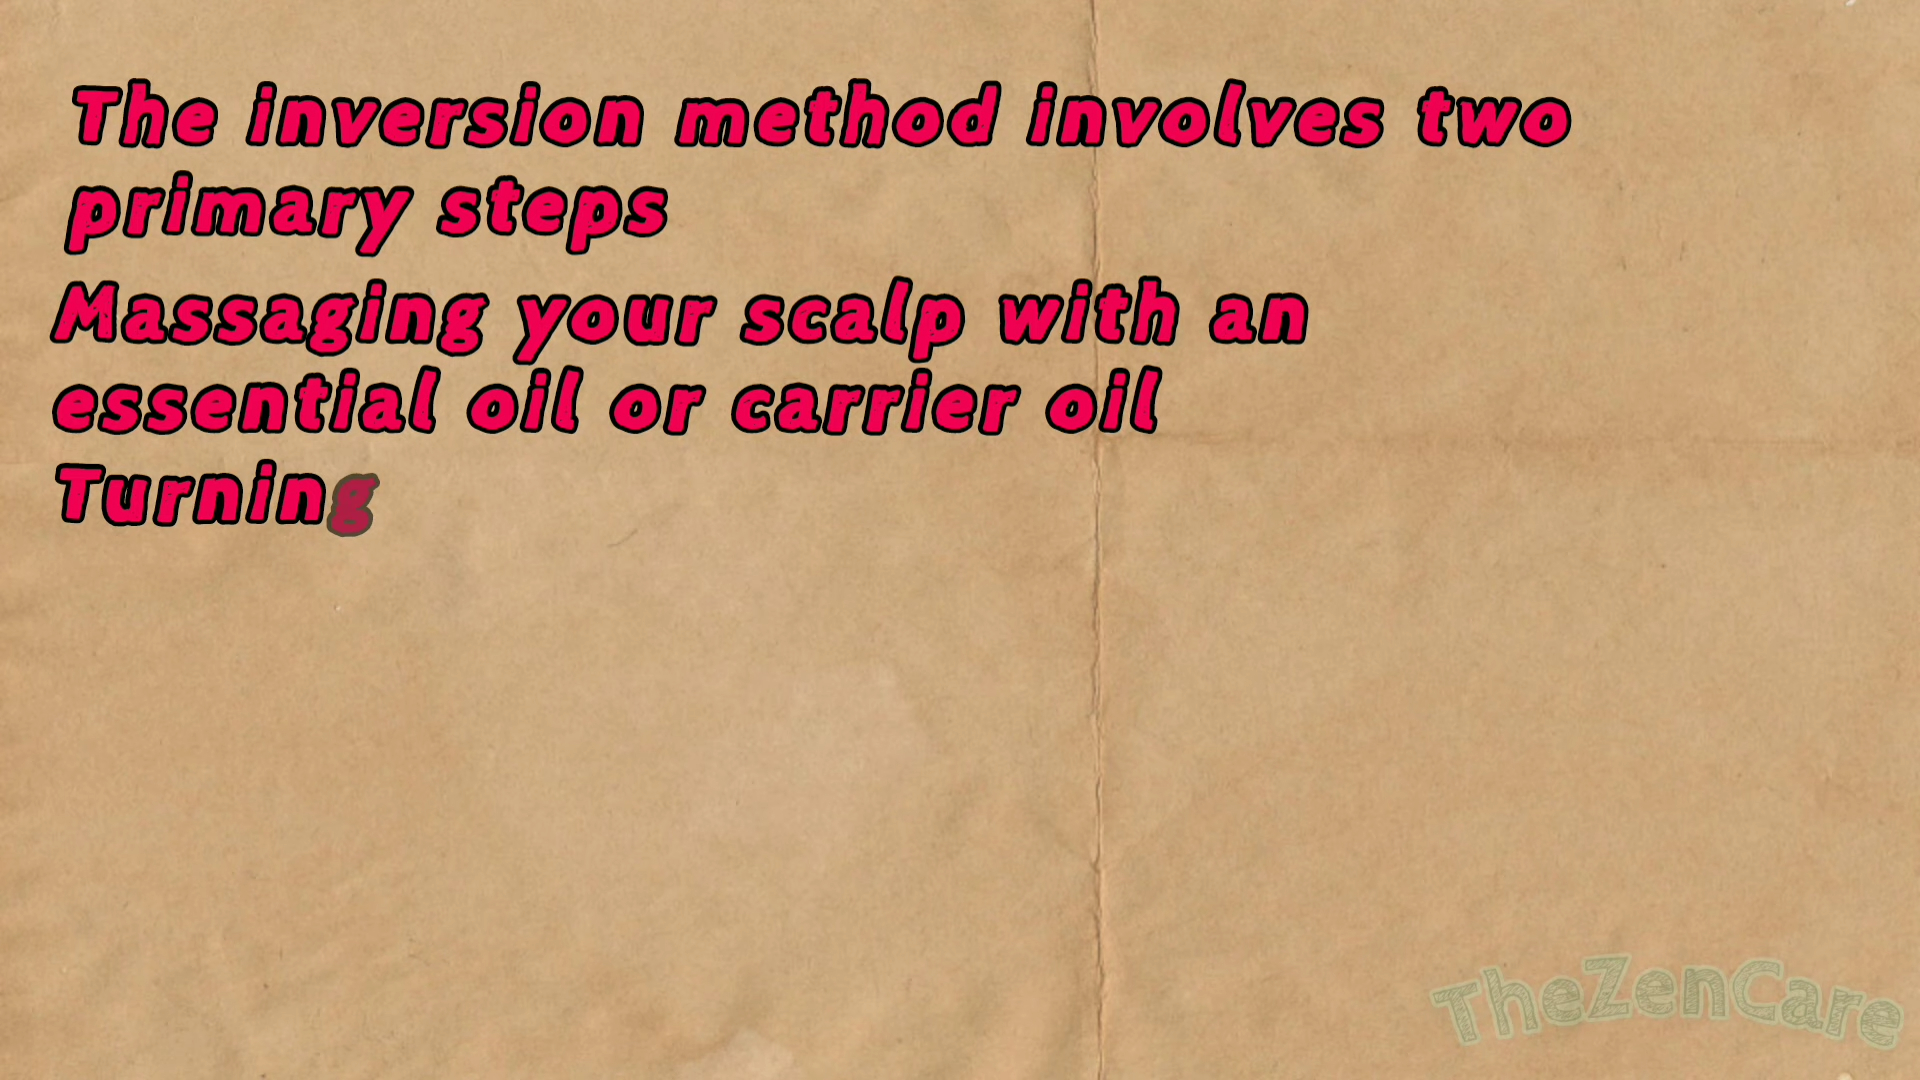 The inversion method involves two
primary steps
Massaging your scalp with an
essential oil or carrier oil
Turning
TheZenCare